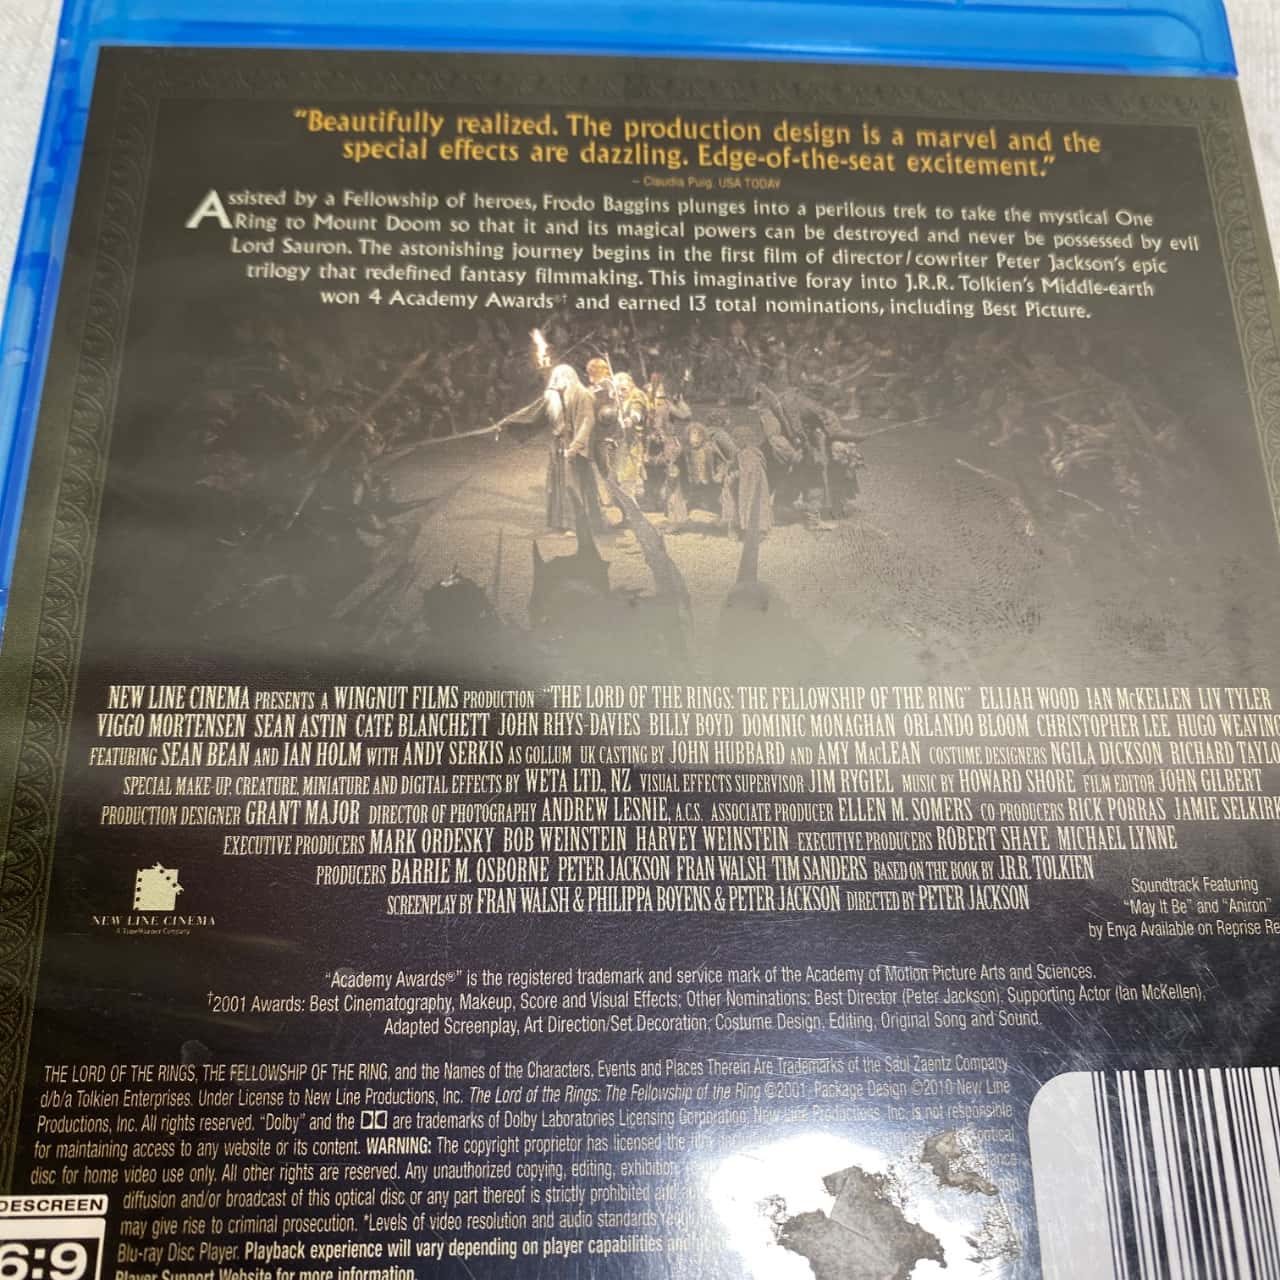 "Beautifully realized. The production design is a marvel and the
special effects are dazzling. Edge-of-the-seat excitement."
– Claudia Puig, USA TODAY
Assisted by a Fellowship of heroes, Frodo Baggins plunges into a perilous trek to take the mystical One
Ring to Mount Doom so that it and its magical powers can be destroyed and never be possessed by evil
Lord Sauron. The astonishing journey begins in the first film of director/cowriter Peter Jackson's epic
trilogy that redefined fantasy filmmaking. This imaginative foray into J.R.R. Tolkien's Middle-earth
won 4 Academy Awards®† and earned 13 total nominations, including Best Picture.
NEW LINE CINEMA PRESENTS A WINGNUT FILMS PRODUCTION "THE LORD OF THE RINGS: THE FELLOWSHIP OF THE RING" ELIJAH WOOD IAN McKELLEN LIV TYLER
VIGGO MORTENSEN SEAN ASTIN CATE BLANCHETT JOHN RHYS-DAVIES BILLY BOYD DOMINIC MONAGHAN ORLANDO BLOOM CHRISTOPHER LEE HUGO WEAVING
FEATURING SEAN BEAN AND IAN HOLM WITH ANDY SERKIS AS GOLLUM UK CASTING BY JOHN HUBBARD AND AMY MacLEAN COSTUME DESIGNERS NGILA DICKSON RICHARD TAYLO
SPECIAL MAKE-UP, CREATURE, MINIATURE AND DIGITAL EFFECTS BY WETA LTD., NZ VISUAL EFFECTS SUPERVISOR JIM RYGIEL MUSIC BY HOWARD SHORE FILM EDITOR JOHN GILBERT
PRODUCTION DESIGNER GRANT MAJOR DIRECTOR OF PHOTOGRAPHY ANDREW LESNIE, A.C.S. ASSOCIATE PRODUCER ELLEN M. SOMERS CO-PRODUCERS RICK PORRAS JAMIE SELKIR
EXECUTIVE PRODUCERS MARK ORDESKY BOB WEINSTEIN HARVEY WEINSTEIN EXECUTIVE PRODUCERS ROBERT SHAYE MICHAEL LYNNE
PRODUCERS BARRIE M. OSBORNE PETER JACKSON FRAN WALSH TIM SANDERS BASED ON THE BOOK BY J.R.R. TOLKIEN
SCREENPLAY BY FRAN WALSH & PHILIPPA BOYENS & PETER JACKSON DIRECTED BY PETER JACKSON
NEW LINE CINEMA
A TimeWarner Company
Soundtrack Featuring
"May It Be" and "Aniron"
by Enya Available on Reprise Re
"Academy Awards®" is the registered trademark and service mark of the Academy of Motion Picture Arts and Sciences.
†2001 Awards: Best Cinematography, Makeup, Score and Visual Effects; Other Nominations: Best Director (Peter Jackson), Supporting Actor (Ian McKellen),
Adapted Screenplay, Art Direction/Set Decoration, Costume Design, Editing, Original Song and Sound.
THE LORD OF THE RINGS, THE FELLOWSHIP OF THE RING, and the Names of the Characters, Events and Places Therein Are Trademarks of the Saul Zaentz Company
d/b/a Tolkien Enterprises. Under License to New Line Productions, Inc. The Lord of the Rings: The Fellowship of the Ring ©2001. Package Design ©2010 New Line
Productions, Inc. All rights reserved. "Dolby" and the are trademarks of Dolby Laboratories Licensing Corporation. New Line Productions, Inc. is not responsible
for maintaining access to any website or its content. WARNING: The copyright proprietor has licensed the film optical
disc for home video use only. All other rights are reserved. Any unauthorized copying, editing, exhibition,
diffusion and/or broadcast of this optical disc or any part thereof is strictly prohibited and
may give rise to criminal prosecution. *Levels of video resolution and audio standards
Blu-ray Disc Player. Playback experience will vary depending on player capabilities and
Player Support Website for more information.
DESCREEN
6:9